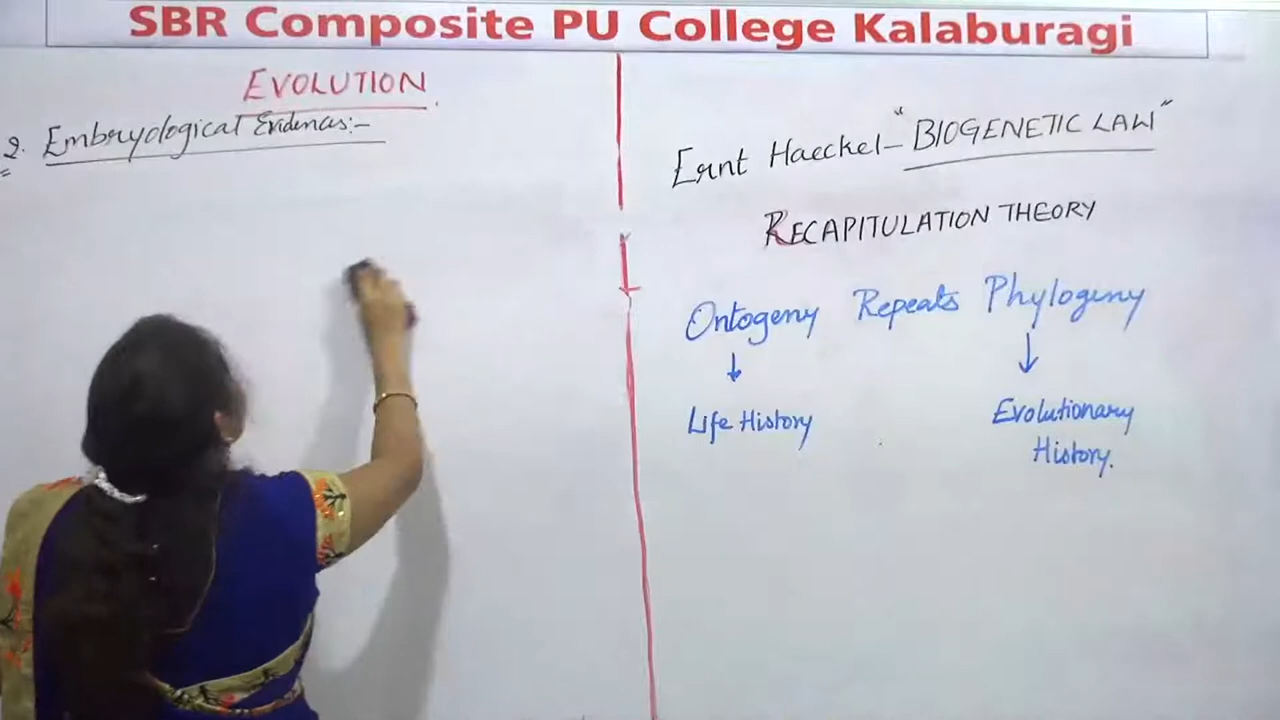 SBR Composite PU College Kalaburagi
EVOLUTION.
2. Embryological Evidences:-
Ernt Haeckel- "BIOGENETIC LAW"
RECAPITULATION THEORY
Ontogeny Repeats Phylogeny
Life History
Evolutionary
History.